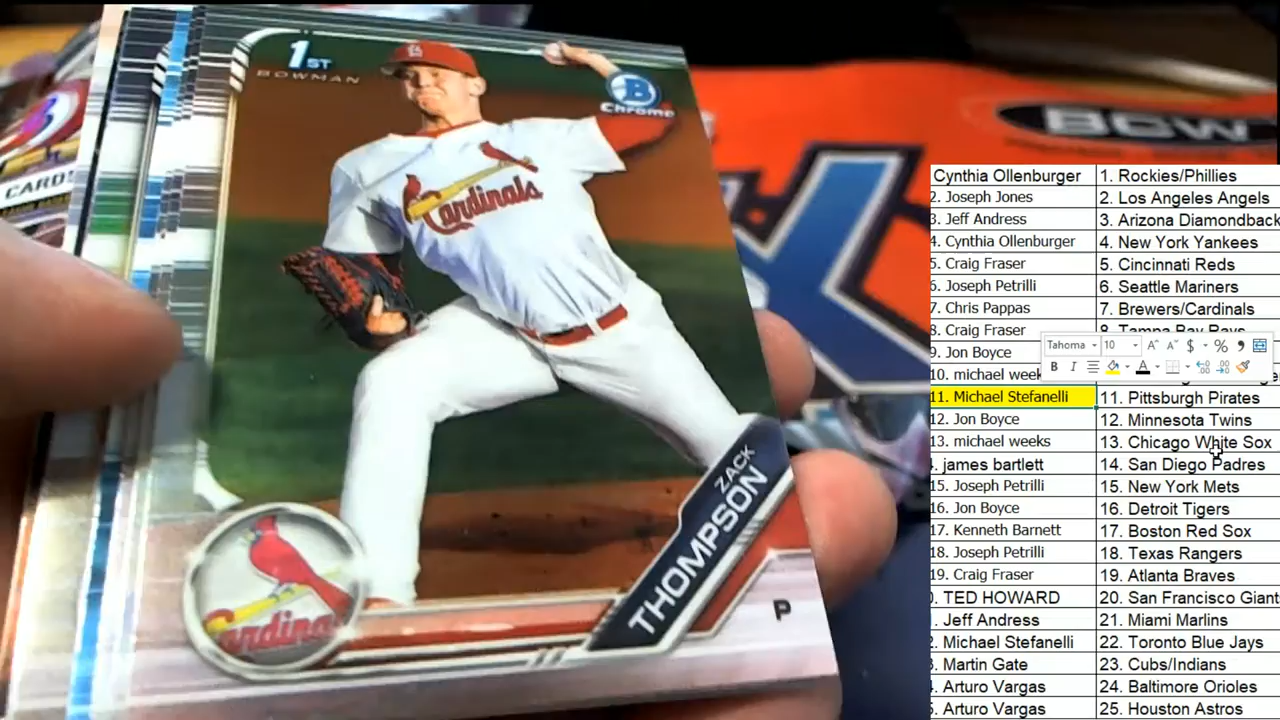 1ST
BOWMAN
B
Chrome
Cardinals
CARDS
ZACK
THOMPSON
P
BCW
Cynthia Ollenburger 1. Rockies/Phillies
2. Joseph Jones 2. Los Angeles Angels
3. Jeff Andress 3. Arizona Diamondback
4. Cynthia Ollenburger 4. New York Yankees
5. Craig Fraser 5. Cincinnati Reds
6. Joseph Petrilli 6. Seattle Mariners
7. Chris Pappas 7. Brewers/Cardinals
8. Craig Fraser 8. Tampa Bay Rays
Tahoma 10
B I A
9. Jon Boyce
10. michael week
11. Michael Stefanelli 11. Pittsburgh Pirates
12. Jon Boyce 12. Minnesota Twins
13. michael weeks 13. Chicago White Sox
. james bartlett 14. San Diego Padres
15. Joseph Petrilli 15. New York Mets
16. Jon Boyce 16. Detroit Tigers
17. Kenneth Barnett 17. Boston Red Sox
18. Joseph Petrilli 18. Texas Rangers
19. Craig Fraser 19. Atlanta Braves
. TED HOWARD 20. San Francisco Giant
. Jeff Andress 21. Miami Marlins
. Michael Stefanelli 22. Toronto Blue Jays
. Martin Gate 23. Cubs/Indians
. Arturo Vargas 24. Baltimore Orioles
. Arturo Vargas 25. Houston Astros